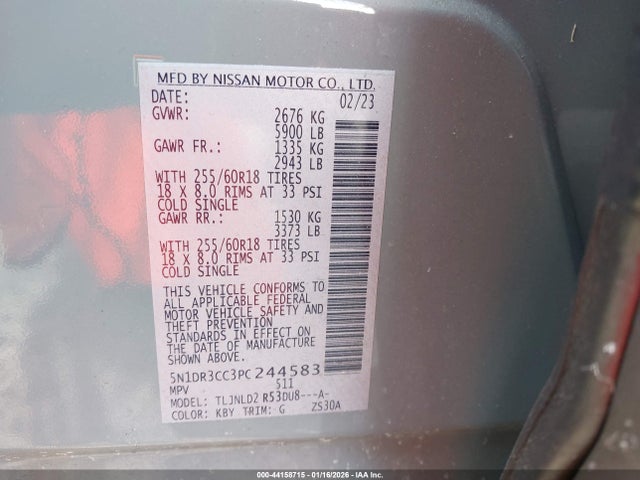 MFD BY NISSAN MOTOR CO., LTD.
DATE: 02/23
GVWR: 2676 KG
5900 LB
GAWR FR.: 1335 KG
2943 LB
WITH 255/60R18 TIRES
18 X 8.0 RIMS AT 33 PSI
COLD SINGLE
GAWR RR.: 1530 KG
3373 LB
WITH 255/60R18 TIRES
18 X 8.0 RIMS AT 33 PSI
COLD SINGLE
THIS VEHICLE CONFORMS TO
ALL APPLICABLE FEDERAL
MOTOR VEHICLE SAFETY AND
THEFT PREVENTION
STANDARDS IN EFFECT ON
THE DATE OF MANUFACTURE
SHOWN ABOVE.
5N1DR3CC3PC244583
MPV 511
MODEL: TLJNLD2 R53DU8---A-
COLOR: KBY TRIM: G ZS30A
000-44158715 - 01/16/2026 - IAA Inc.